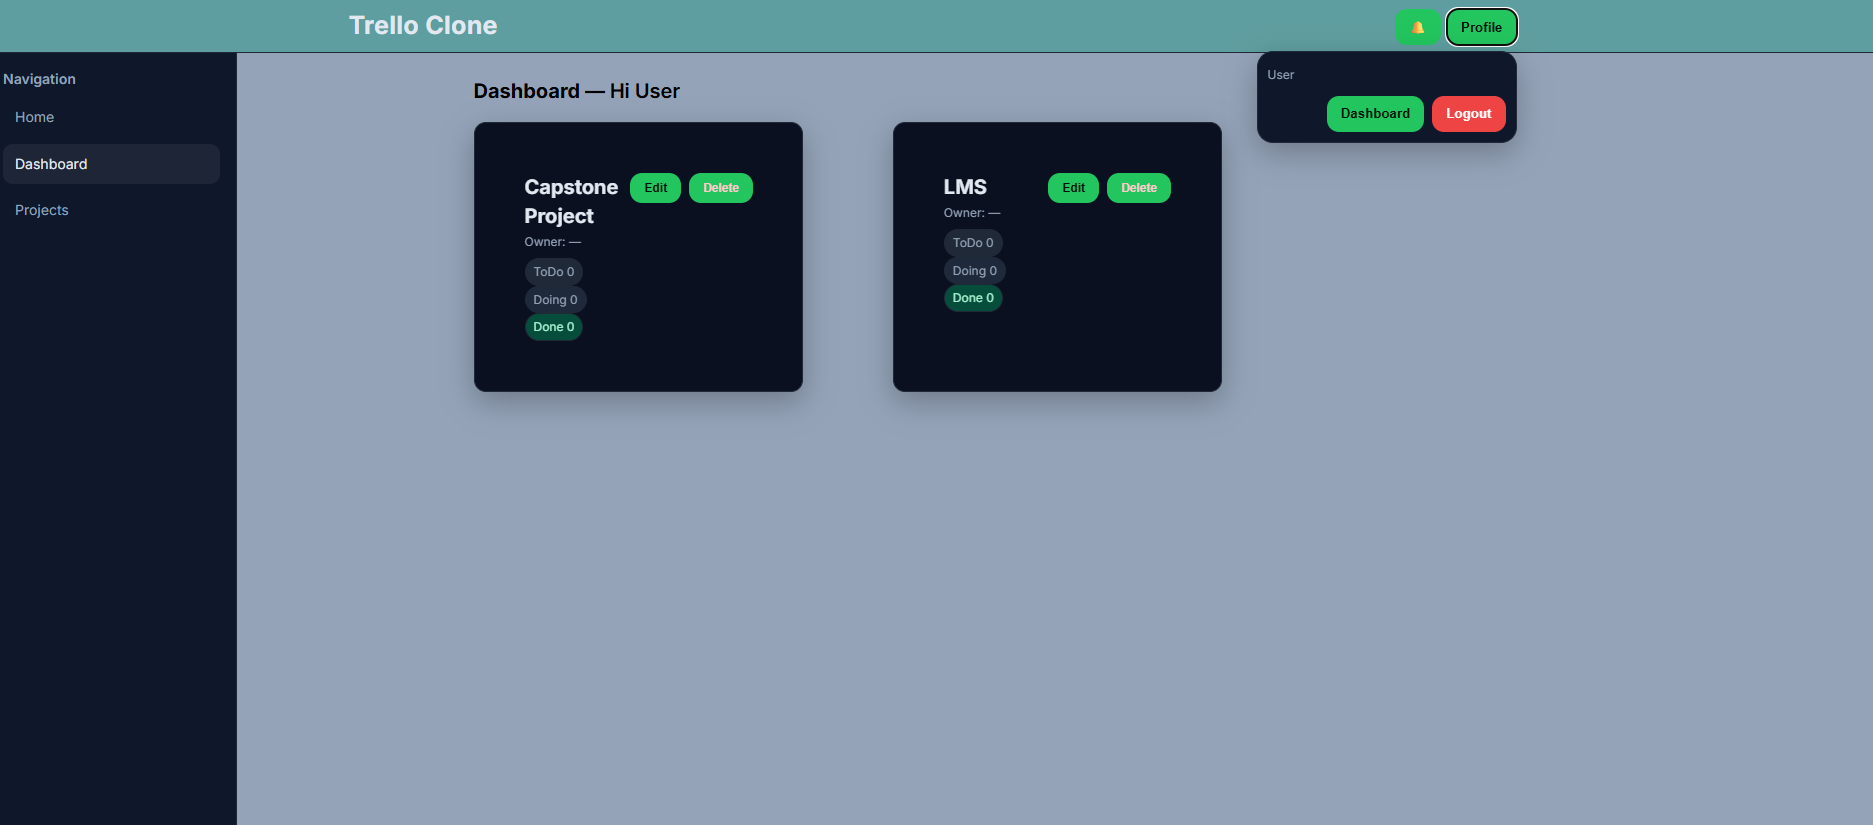 Trello Clone
Profile
User
Dashboard Logout
Navigation
Home
Dashboard
Projects
Dashboard — Hi User
Capstone Project
Edit Delete
Owner: —
ToDo 0
Doing 0
Done 0
LMS
Edit Delete
Owner: —
ToDo 0
Doing 0
Done 0